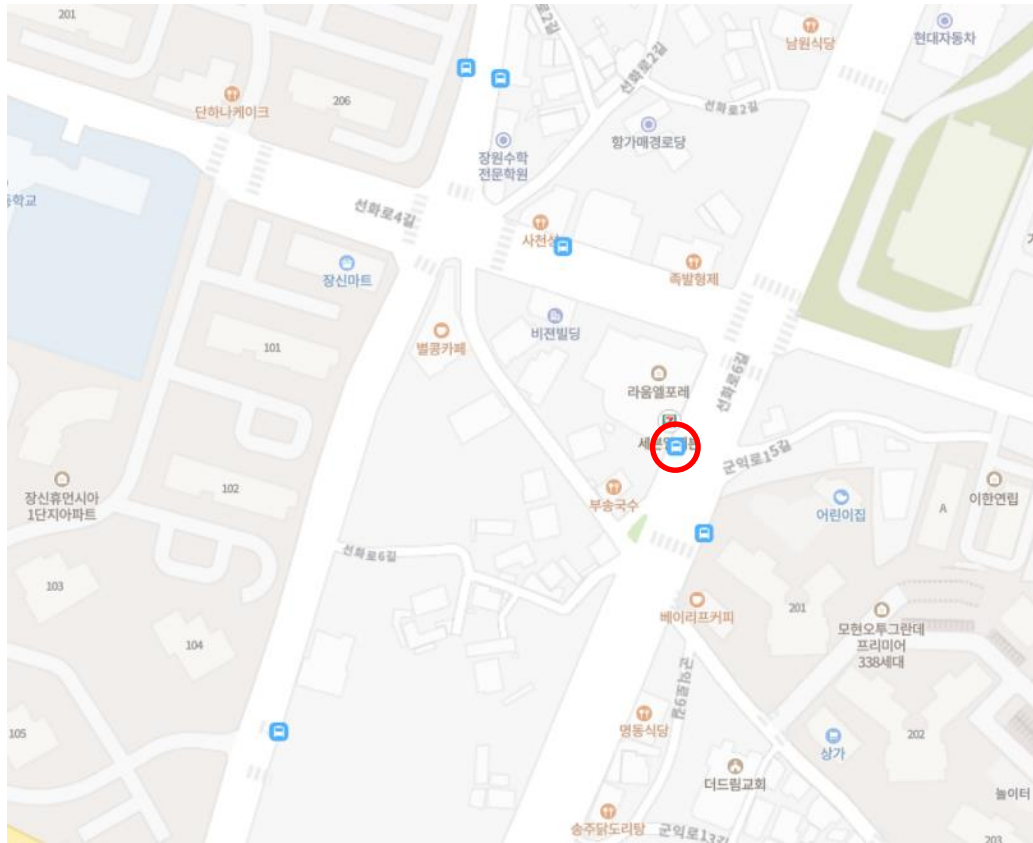 201
남원식당
현대자동차
선화로2길
단하나케이크
206
선화로2길
항가매경로당
장원수학
전문학원
선화로4길
사천성
족발형제
장신마트
비젼빌딩
101
별콩카페
라움엘포레
선화로6길
군익로15길
장신휴먼시아
1단지아파트
102
부송국수
어린이집
A
이한연립
선화로6길
103
베이리프커피
201
모현오투그란데
프리미어
338세대
104
군익로9길
105
명동식당
상가
202
더드림교회
놀이터
송주닭도리탕
군익로13길
203